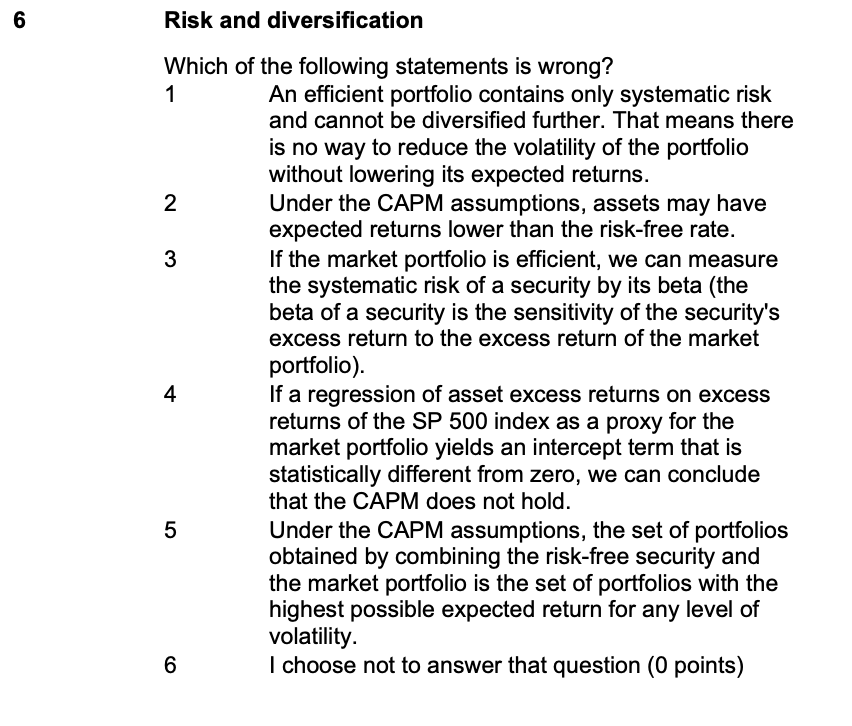 6 Risk and diversification
Which of the following statements is wrong?
1 An efficient portfolio contains only systematic risk
and cannot be diversified further. That means there
is no way to reduce the volatility of the portfolio
without lowering its expected returns.
2 Under the CAPM assumptions, assets may have
expected returns lower than the risk-free rate.
3 If the market portfolio is efficient, we can measure
the systematic risk of a security by its beta (the
beta of a security is the sensitivity of the security's
excess return to the excess return of the market
portfolio).
4 If a regression of asset excess returns on excess
returns of the SP 500 index as a proxy for the
market portfolio yields an intercept term that is
statistically different from zero, we can conclude
that the CAPM does not hold.
5 Under the CAPM assumptions, the set of portfolios
obtained by combining the risk-free security and
the market portfolio is the set of portfolios with the
highest possible expected return for any level of
volatility.
6 I choose not to answer that question (0 points)